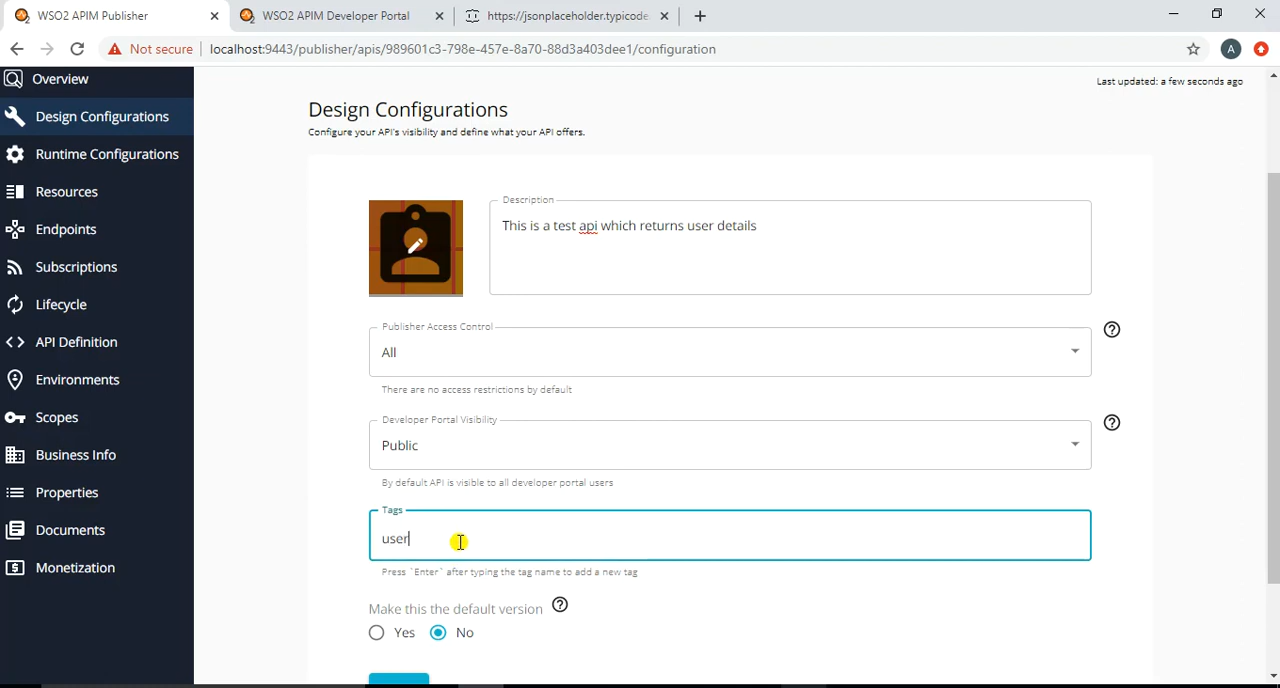 WSO2 APIM Publisher
WSO2 APIM Developer Portal
https://jsonplaceholder.typicode
Not secure
localhost:9443/publisher/apis/989601c3-798e-457e-8a70-88d3a403dee1/configuration
A
Overview
Design Configurations
Runtime Configurations
Resources
Endpoints
Subscriptions
Lifecycle
API Definition
Environments
Scopes
Business Info
Properties
Documents
Monetization
Last updated: a few seconds ago
Design Configurations
Configure your API's visibility and define what your API offers.
Description
This is a test api which returns user details
Publisher Access Control
All
There are no access restrictions by default
Developer Portal Visibility
Public
By default API is visible to all developer portal users
Tags
user
Press `Enter` after typing the tag name to add a new tag
Make this the default version
Yes No